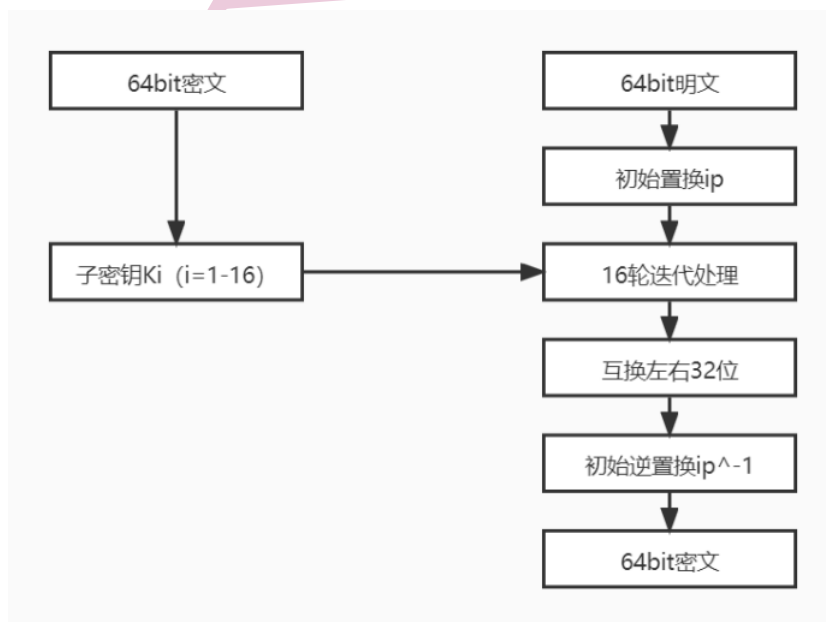 64bit密文
64bit明文
初始置换ip
子密钥Ki（i=1-16）
16轮迭代处理
互换左右32位
初始逆置换ip^-1
64bit密文